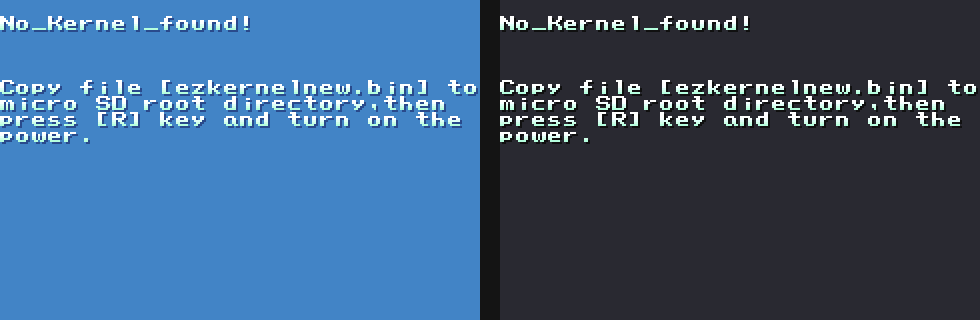 No_Kernel_found!
Copy file [ezkernelnew.bin] to
micro SD root directory,then
press [R] key and turn on the
power.
No_Kernel_found!
Copy file [ezkernelnew.bin] to
micro SD root directory,then
press [R] key and turn on the
power.